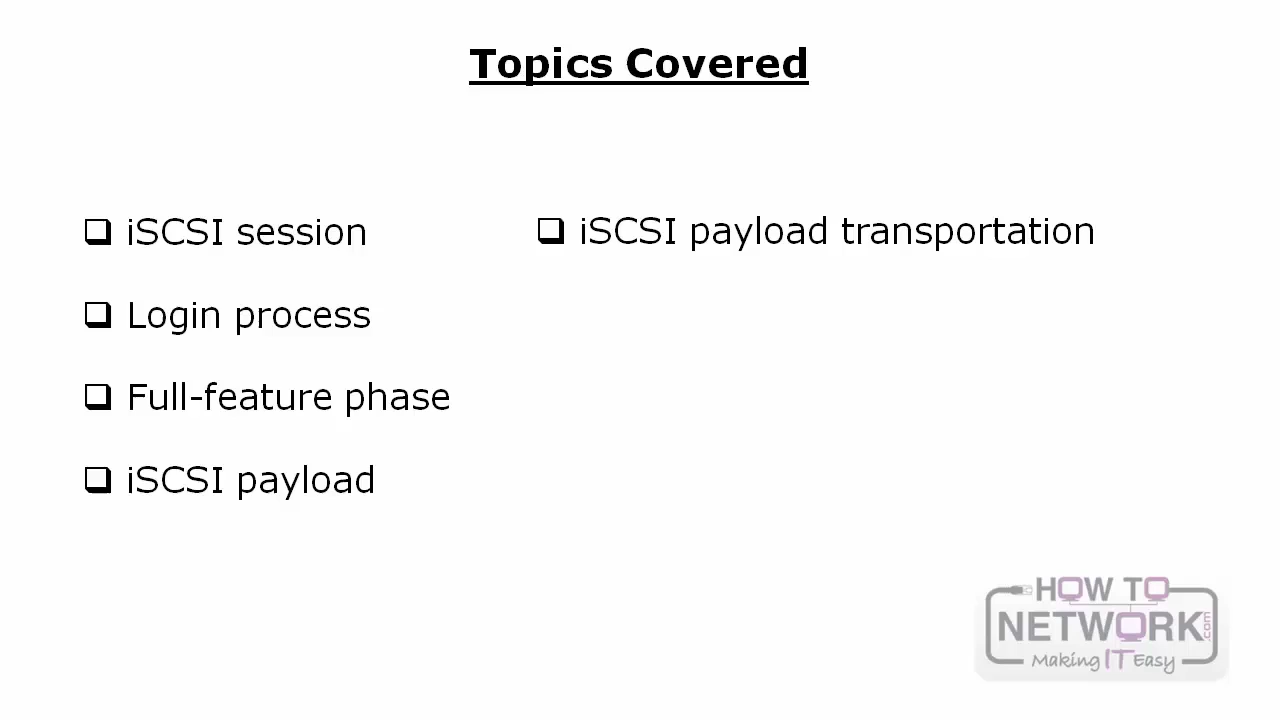 Topics Covered
iSCSI session
Login process
Full-feature phase
iSCSI payload
iSCSI payload transportation
HOW TO
NETWORK.com
Making IT Easy